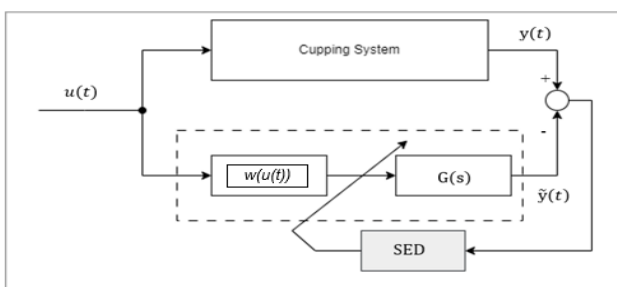 y(t)
Cupping System
u(t)
+
-
w(u(t))
G(s)
ỹ(t)
SED